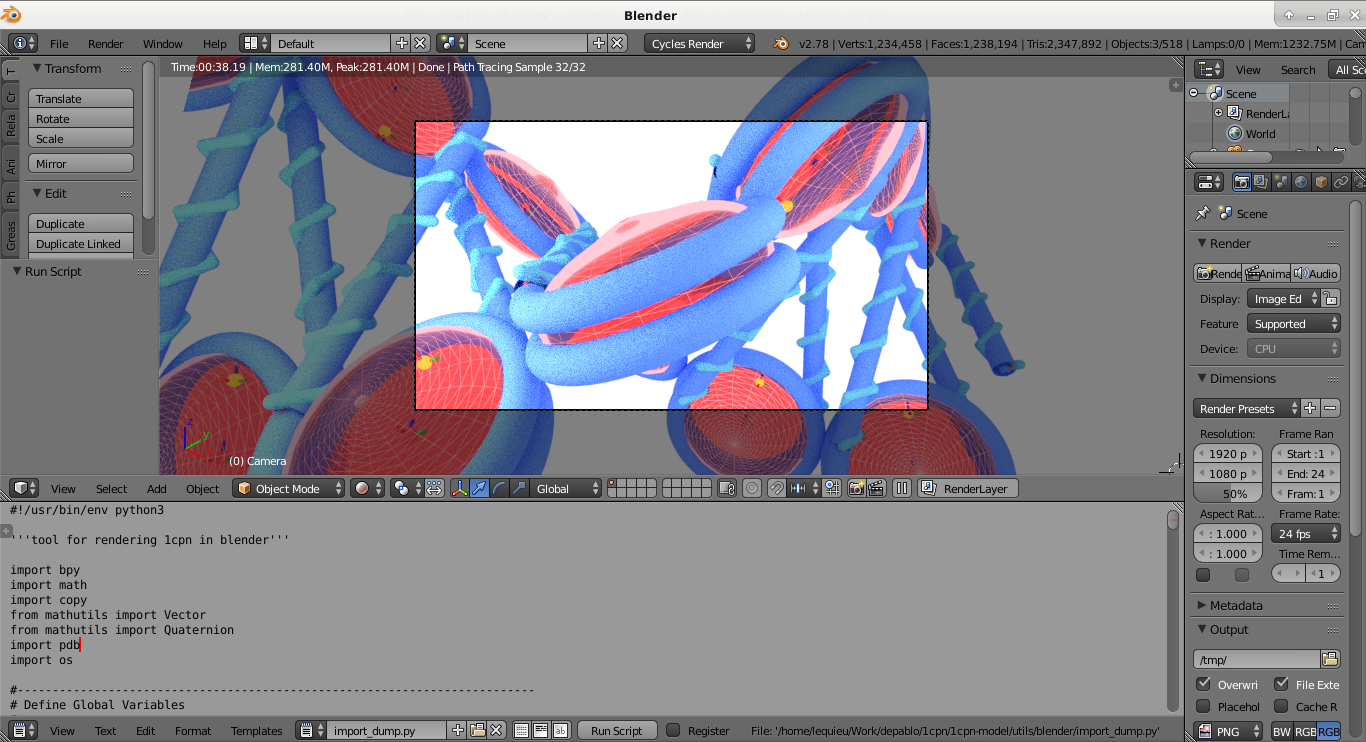 Blender
File Render Window Help Default Scene Cycles Render v2.78 | Verts:1,234,458 | Faces:1,238,194 | Tris:2,347,892 | Objects:3/518 | Lamps:0/0 | Mem:1232.75M | Cam
Time:00:38.19 | Mem:281.40M, Peak:281.40M | Done | Path Tracing Sample 32/32
T
Cr
Rela
Ani
Ph
Greas
Transform
Translate
Rotate
Scale
Mirror
Edit
Duplicate
Duplicate Linked
Run Script
z
y
(0) Camera
View Select Add Object Object Mode Global RenderLayer
#!/usr/bin/env python3
'''tool for rendering 1cpn in blender'''
import bpy
import math
import copy
from mathutils import Vector
from mathutils import Quaternion
import pdb
import os
#--------------------------------------------------------------------------
# Define Global Variables
View Text Edit Format Templates import_dump.py Run Script Register File: '/home/lequieu/Work/depablo/1cpn/1cpn-model/utils/blender/import_dump.py'
View Search All Sc
Scene
RenderLa
World
Scene
Render
Rende Anima Audio
Display: Image Ed
Feature Supported
Device: CPU
Dimensions
Render Presets
Resolution: Frame Ran
1920 p Start :1
1080 p End: 24
50% Fram: 1
Aspect Rat... Frame Rate:
: 1.000 24 fps
: 1.000 Time Rem...
1
Metadata
Output
/tmp/
Overwri File Exte
Placehol Cache R
PNG BW RGB RGB